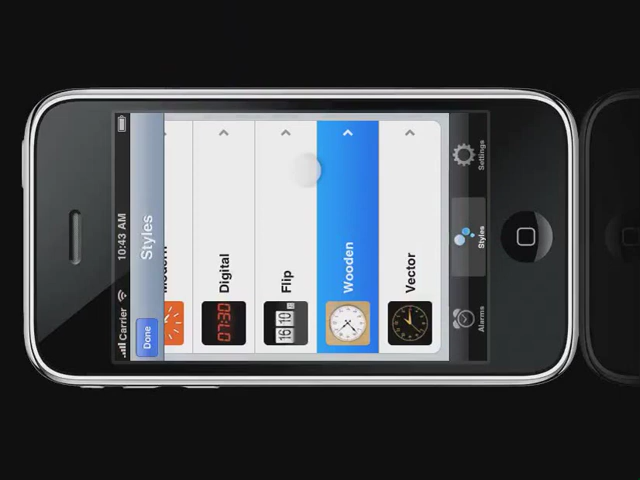 Carrier 10:43 AM
Done Styles
Digital
07:30
Flip
16 10
Wooden
Vector
Alarms Styles Settings